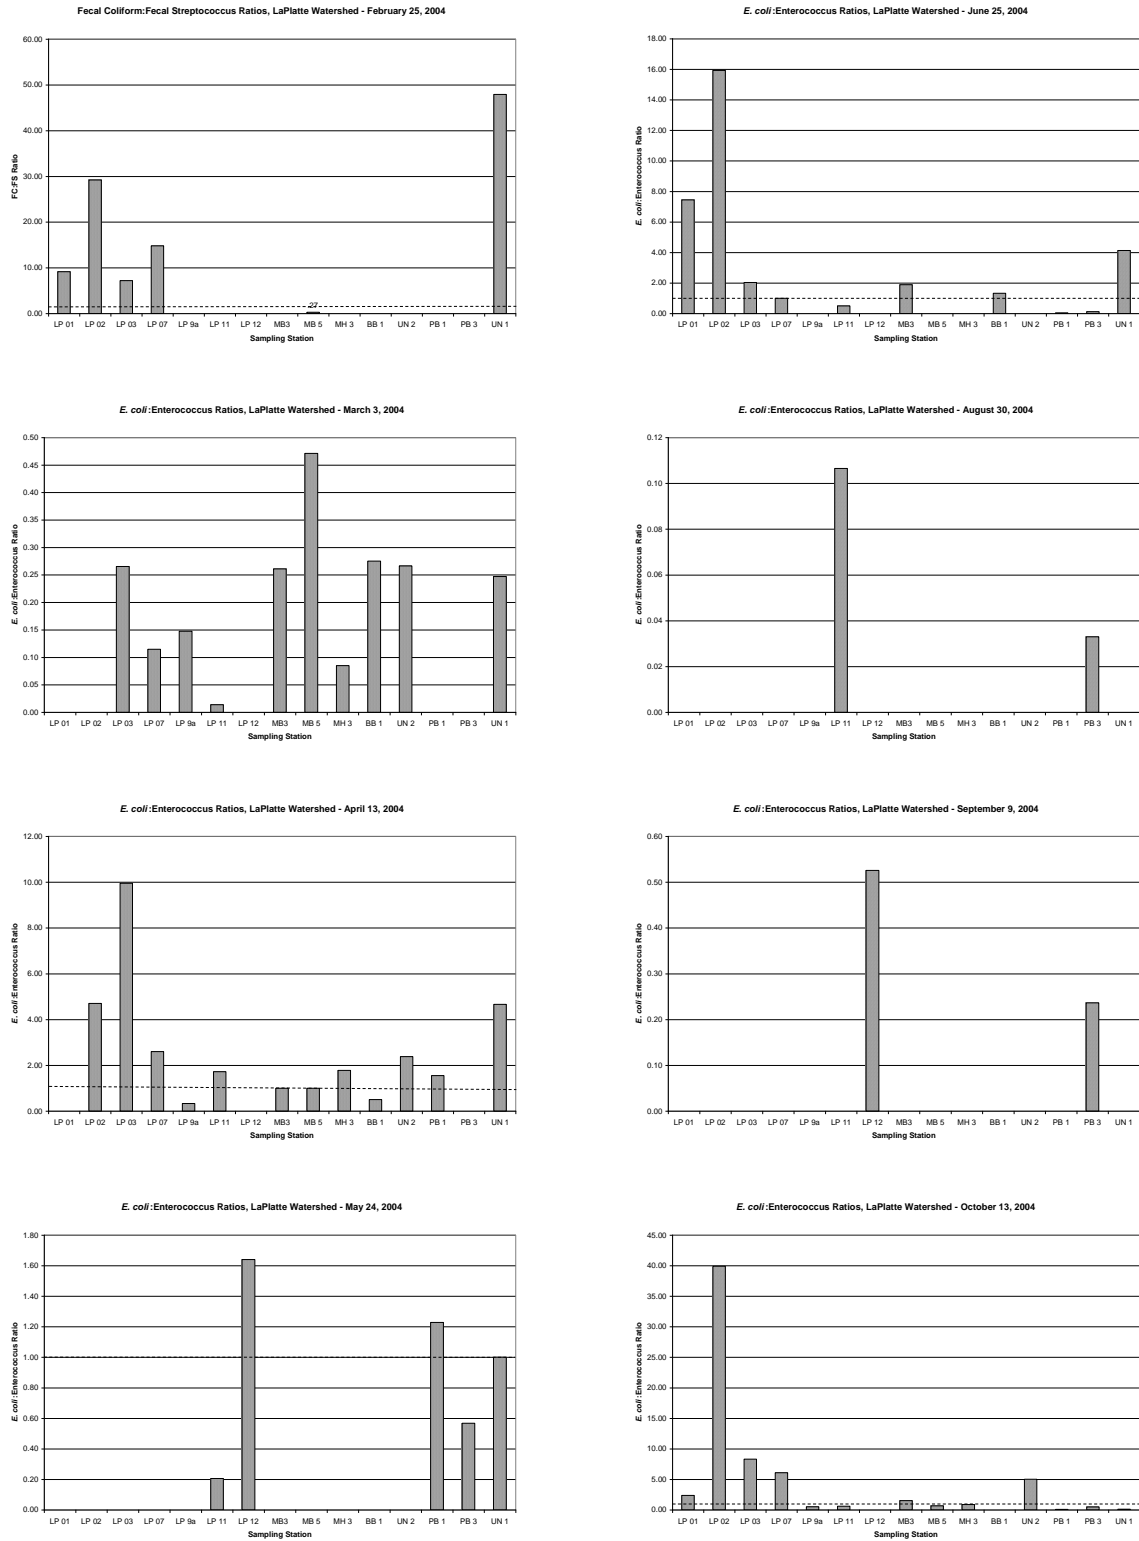 Fecal Coliform:Fecal Streptococcus Ratios, LaPlatte Watershed - February 25, 2004
60.00
50.00
40.00
30.00
20.00
10.00
0.00
FC:FS Ratio
27
LP 01 LP 02 LP 03 LP 07 LP 9a LP 11 LP 12 MB3 MB 5 MH 3 BB 1 UN 2 PB 1 PB 3 UN 1
Sampling Station
E. coli:Enterococcus Ratios, LaPlatte Watershed - June 25, 2004
18.00
16.00
14.00
12.00
10.00
8.00
6.00
4.00
2.00
0.00
E. coli:Enterococcus Ratio
LP 01 LP 02 LP 03 LP 07 LP 9a LP 11 LP 12 MB3 MB 5 MH 3 BB 1 UN 2 PB 1 PB 3 UN 1
Sampling Station
E. coli:Enterococcus Ratios, LaPlatte Watershed - March 3, 2004
0.50
0.45
0.40
0.35
0.30
0.25
0.20
0.15
0.10
0.05
0.00
E. coli:Enterococcus Ratio
LP 01 LP 02 LP 03 LP 07 LP 9a LP 11 LP 12 MB3 MB 5 MH 3 BB 1 UN 2 PB 1 PB 3 UN 1
Sampling Station
E. coli:Enterococcus Ratios, LaPlatte Watershed - August 30, 2004
0.12
0.10
0.08
0.06
0.04
0.02
0.00
E. coli:Enterococcus Ratio
LP 01 LP 02 LP 03 LP 07 LP 9a LP 11 LP 12 MB3 MB 5 MH 3 BB 1 UN 2 PB 1 PB 3 UN 1
Sampling Station
E. coli:Enterococcus Ratios, LaPlatte Watershed - April 13, 2004
12.00
10.00
8.00
6.00
4.00
2.00
0.00
E. coli:Enterococcus Ratio
LP 01 LP 02 LP 03 LP 07 LP 9a LP 11 LP 12 MB3 MB 5 MH 3 BB 1 UN 2 PB 1 PB 3 UN 1
Sampling Station
E. coli:Enterococcus Ratios, LaPlatte Watershed - September 9, 2004
0.60
0.50
0.40
0.30
0.20
0.10
0.00
E. coli:Enterococcus Ratio
LP 01 LP 02 LP 03 LP 07 LP 9a LP 11 LP 12 MB3 MB 5 MH 3 BB 1 UN 2 PB 1 PB 3 UN 1
Sampling Station
E. coli:Enterococcus Ratios, LaPlatte Watershed - May 24, 2004
1.80
1.60
1.40
1.20
1.00
0.80
0.60
0.40
0.20
0.00
E. coli:Enterococcus Ratio
LP 01 LP 02 LP 03 LP 07 LP 9a LP 11 LP 12 MB3 MB 5 MH 3 BB 1 UN 2 PB 1 PB 3 UN 1
Sampling Station
E. coli:Enterococcus Ratios, LaPlatte Watershed - October 13, 2004
45.00
40.00
35.00
30.00
25.00
20.00
15.00
10.00
5.00
0.00
E. coli:Enterococcus Ratio
LP 01 LP 02 LP 03 LP 07 LP 9a LP 11 LP 12 MB3 MB 5 MH 3 BB 1 UN 2 PB 1 PB 3 UN 1
Sampling Station